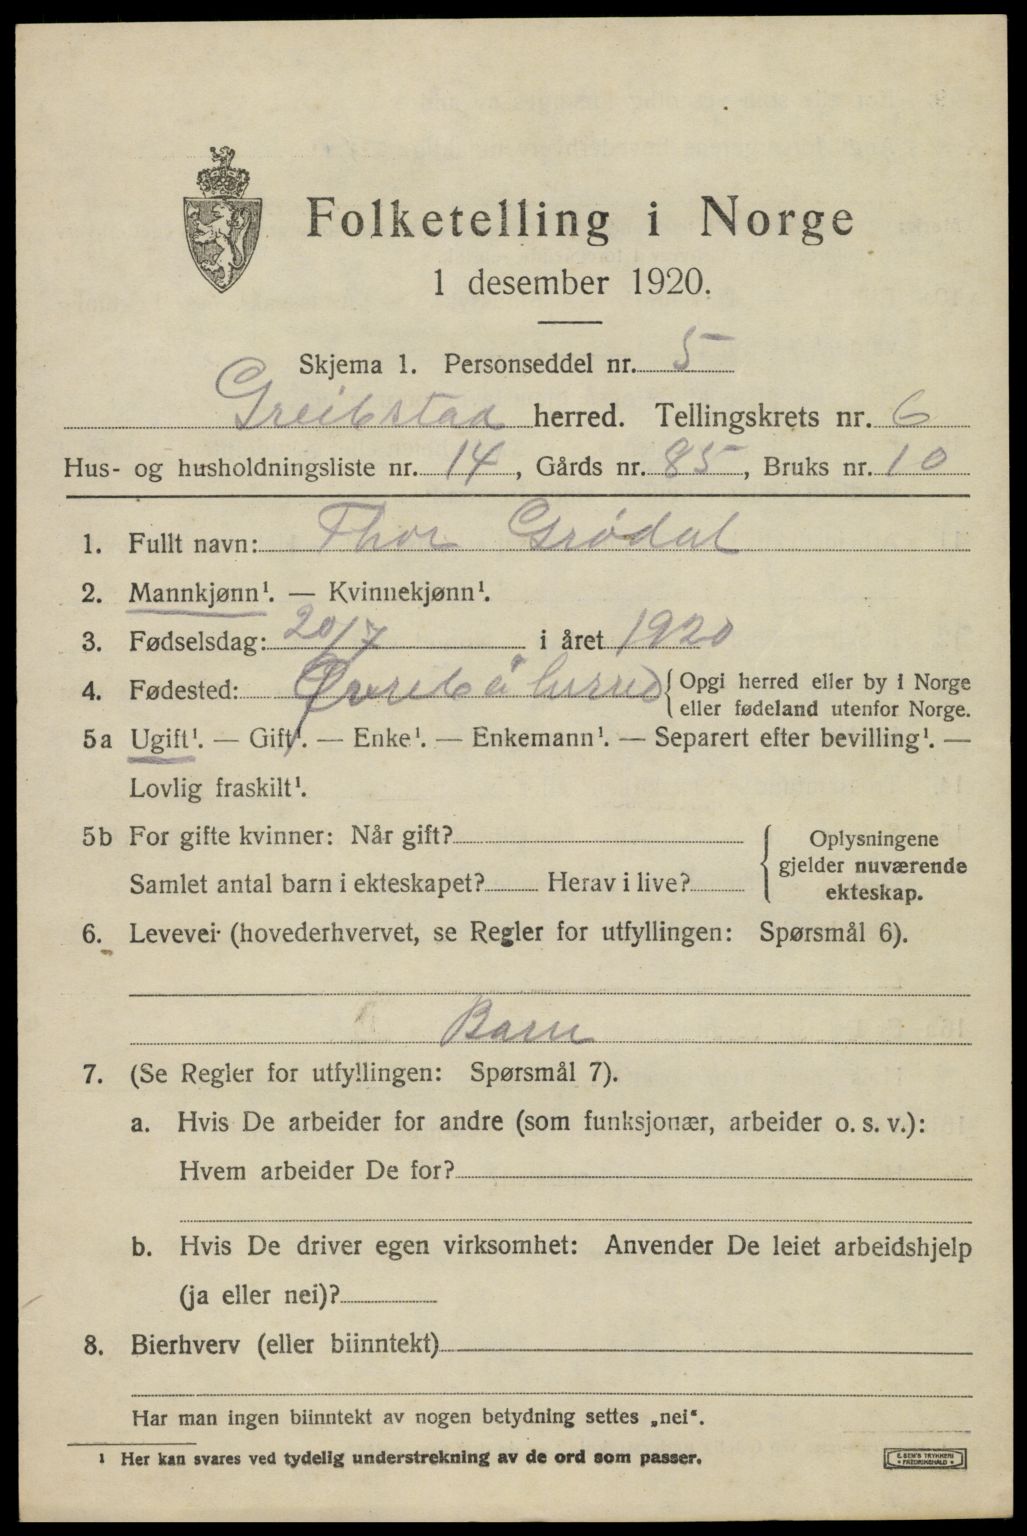 Folketelling i Norge
1 desember 1920.
Skjema 1. Personseddel nr. 5
Greibstad herred. Tellingskrets nr. 6
Hus- og husholdningsliste nr. 14, Gårds nr. 85, Bruks nr. 10
1. Fullt navn: Thor Grødal
2. Mannkjønn¹. — Kvinnekjønn¹.
3. Fødselsdag: 20/7 i året 1920
4. Fødested: Øvrebø herred { Opgi herred eller by i Norge
eller fødeland utenfor Norge.
5a Ugift¹. — Gift¹. — Enke¹. — Enkemann¹. — Separert efter bevilling¹. —
Lovlig fraskilt¹.
5b For gifte kvinner: Når gift?
Samlet antal barn i ekteskapet? Herav i live?
Oplysningene
gjelder nuværende
ekteskap.
6. Levevei (hovederhvervet, se Regler for utfyllingen: Spørsmål 6).
Barn
7. (Se Regler for utfyllingen: Spørsmål 7).
a. Hvis De arbeider for andre (som funksjonær, arbeider o. s. v.):
Hvem arbeider De for?
b. Hvis De driver egen virksomhet: Anvender De leiet arbeidshjelp
(ja eller nei)?
8. Bierhverv (eller biinntekt)
Har man ingen biinntekt av nogen betydning settes „nei“.
¹ Her kan svares ved tydelig understrekning av de ord som passer.
E. SEM'S TRYKKERI
• FREDRIKSHALD •